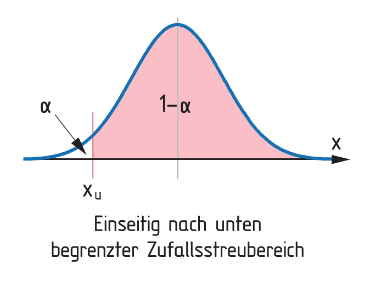 α
1–α
x
xu
Einseitig nach unten
begrenzter Zufallsstreubereich